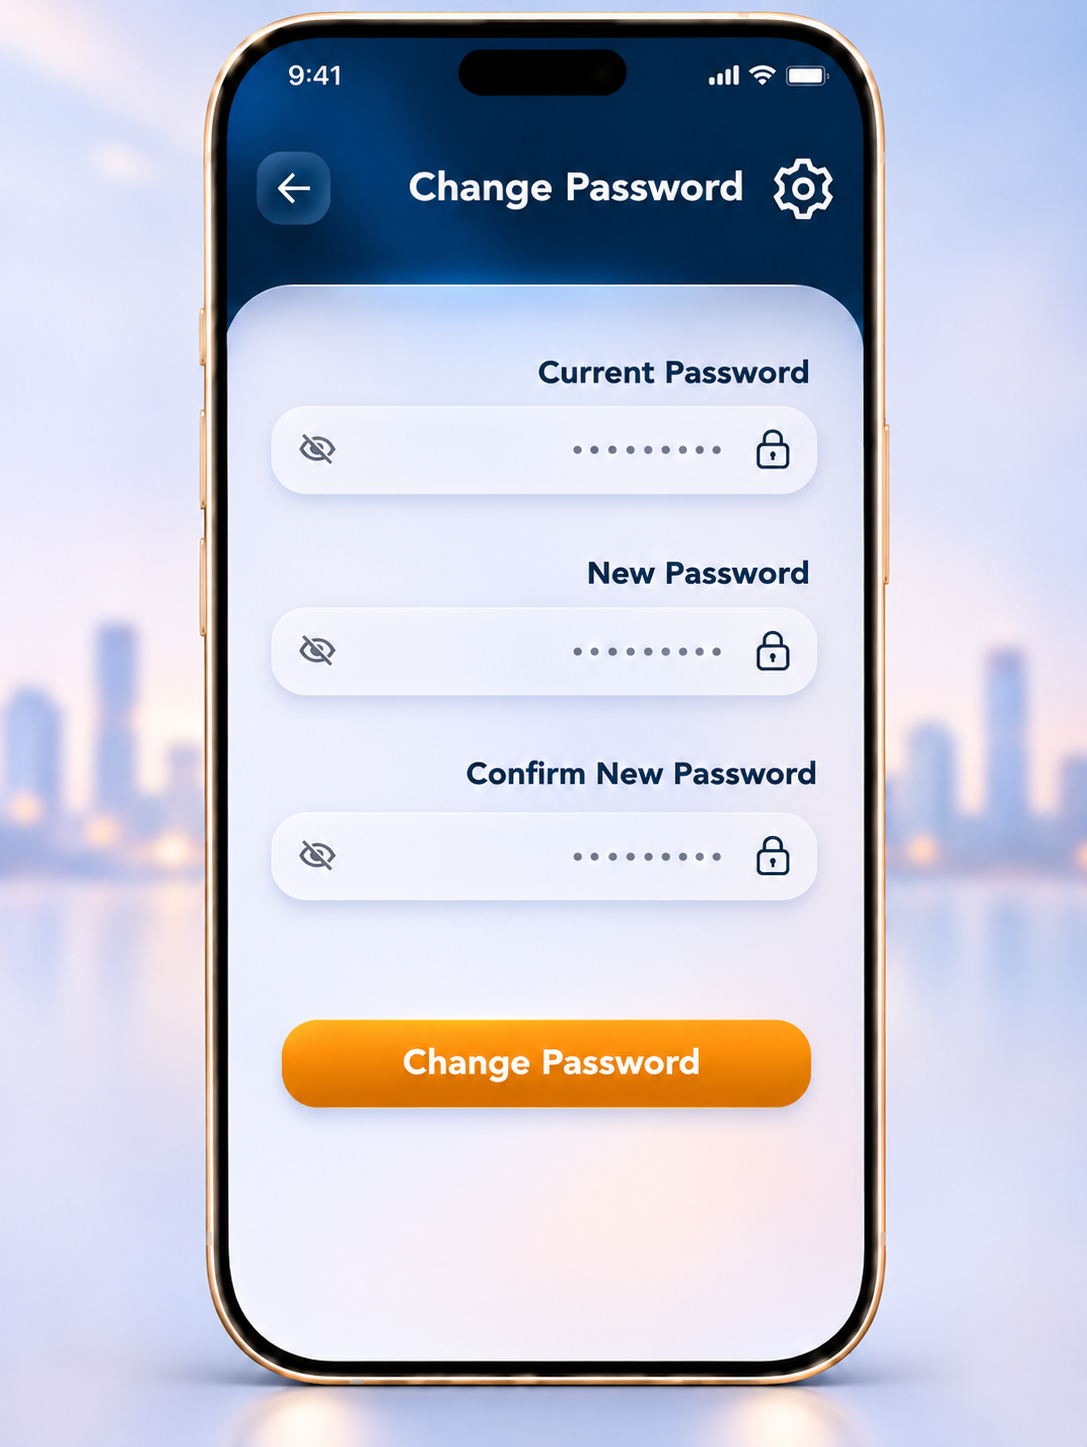 9:41
Change Password
Current Password
•••••••••
New Password
•••••••••
Confirm New Password
•••••••••
Change Password